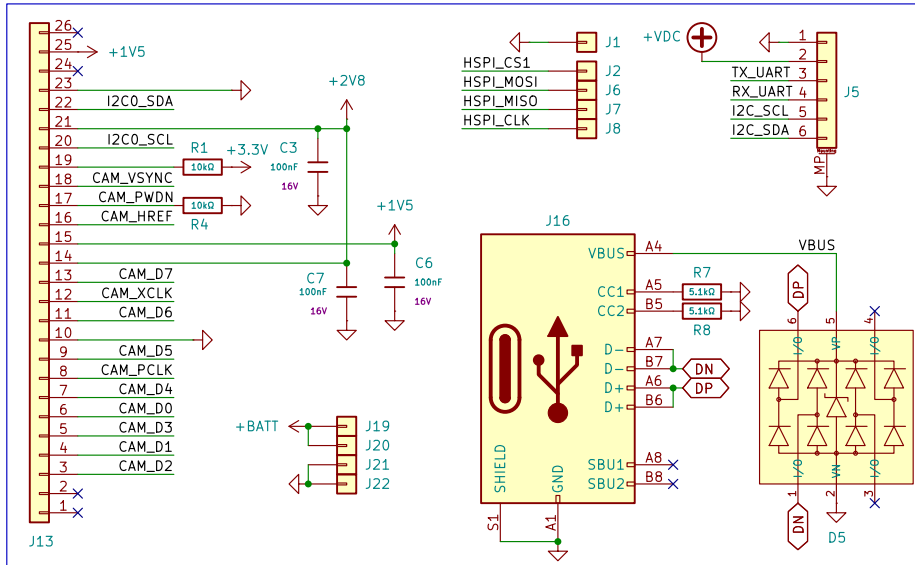 26
25
+1V5
24
23
22
I2C0_SDA
21
20
I2C0_SCL
19
18
CAM_VSYNC
17
CAM_PWDN
16
CAM_HREF
15
14
13
CAM_D7
12
CAM_XCLK
11
CAM_D6
10
9
CAM_D5
8
CAM_PCLK
7
CAM_D4
6
CAM_D0
5
CAM_D3
4
CAM_D1
3
CAM_D2
2
1
J13
R1
10kΩ
+3.3V
10kΩ
R4
+2V8
C3
100nF
16V
+1V5
C7
100nF
16V
C6
100nF
16V
+BATT
J19
J20
J21
J22
J1
HSPI_CS1
J2
HSPI_MOSI
J6
HSPI_MISO
J7
HSPI_CLK
J8
+VDC
1
2
TX_UART
3
RX_UART
4
I2C_SCL
5
I2C_SDA
6
J5
Mounting
MP
J16
VBUS
A4
VBUS
CC1
A5
R7
5.1kΩ
CC2
B5
5.1kΩ
R8
D-
A7
D-
B7
DN
D+
A6
DP
D+
B6
SBU1
A8
SBU2
B8
SHIELD
GND
S1
A1
DP
6
5
4
I/O
VP
I/O
I/O
VN
I/O
1
2
3
DN
D5